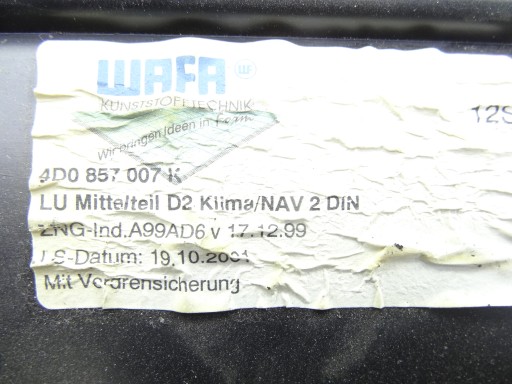 WAFA
KUNSTSTOFFTECHNIK
Wir bringen Ideen in Form
12S
4D0 857 007 K
LU Mittelteil D2 Klima/NAV 2 DIN
ZNG-Ind.A99AD6 v 17.12.99
LS-Datum: 19.10.2001
Mit Verdrensicherung